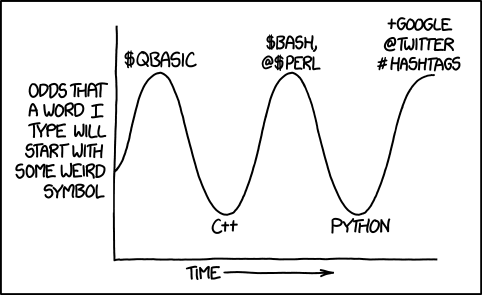 ODDS THAT
A WORD I
TYPE WILL
START WITH
SOME WEIRD
SYMBOL
$QBASIC
C++
$BASH,
@$PERL
PYTHON
+GOOGLE
@TWITTER
#HASHTAGS
TIME